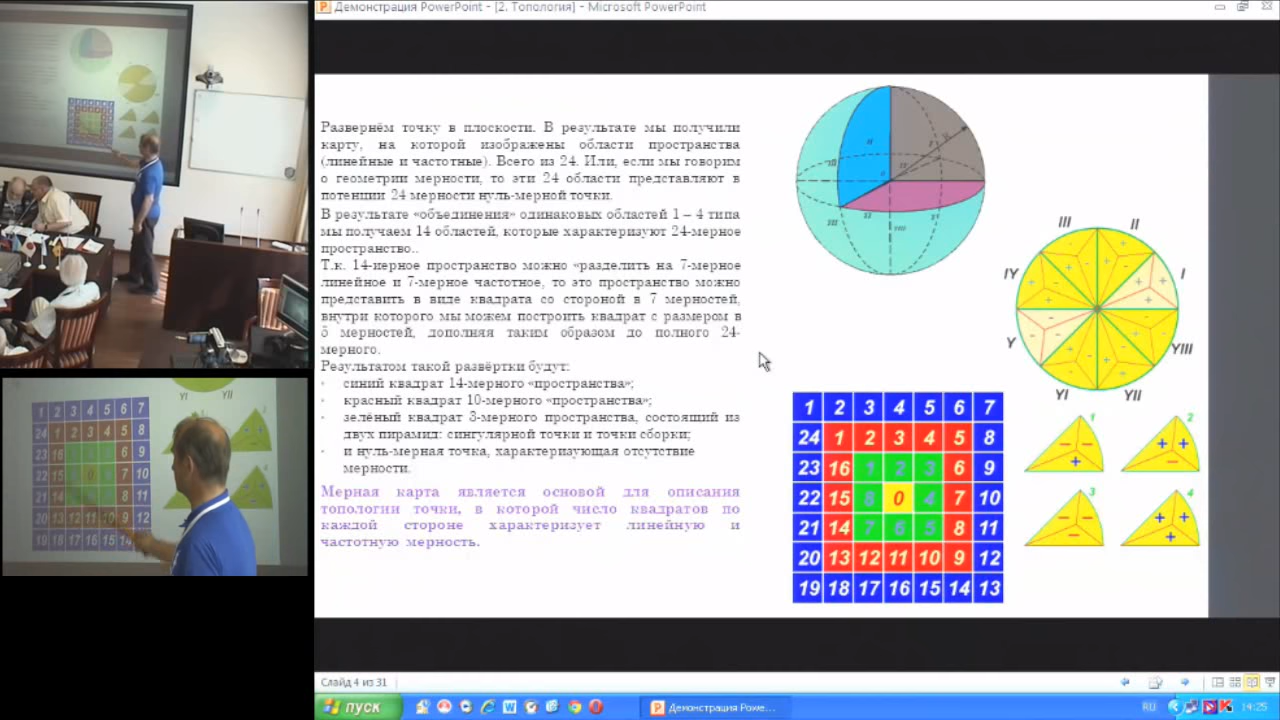 Демонстрация PowerPoint - [2. Топология] - Microsoft PowerPoint
Развернём точку в плоскости. В результате мы получили
карту, на которой изображены области пространства
(линейные и частотные). Всего из 24. Или, если мы говорим
о геометрии мерности, то эти 24 области представляют в
потенции 24 мерности нуль-мерной точки.
В результате «объединения» одинаковых областей 1 – 4 типа
мы получаем 14 областей, которые характеризуют 24-мерное
пространство..
Т.к. 14-иерное пространство можно «разделить на 7-мерное
линейное и 7-мерное частотное, то это пространство можно
представить в виде квадрата со стороной в 7 мерностей,
внутри которого мы можем построить квадрат с размером в
5 мерностей, дополняя таким образом до полного 24-
мерного.
Результатом такой развёртки будут:
синий квадрат 14-мерного «пространства»;
красный квадрат 10-мерного «пространства»;
зелёный квадрат 3-мерного пространства, состоящий из
двух пирамид: сингулярной точки и точки сборки;
и нуль-мерная точка, характеризующая отсутствие
мерности.
Мерная карта является основой для описания
топологии точки, в которой число квадратов по
каждой стороне характеризует линейную и
частотную мерность.
III II
IY I
Y YIII
YI YII
1 2
3 4
1 2 3 4 5 6 7
24 1 2 3 4 5 8
23 16 1 2 3 6 9
22 15 8 0 4 7 10
21 14 7 6 5 8 11
20 13 12 11 10 9 12
19 18 17 16 15 14 13
Слайд 4 из 31
пуск
Демонстрация Powe...
RU
14:25